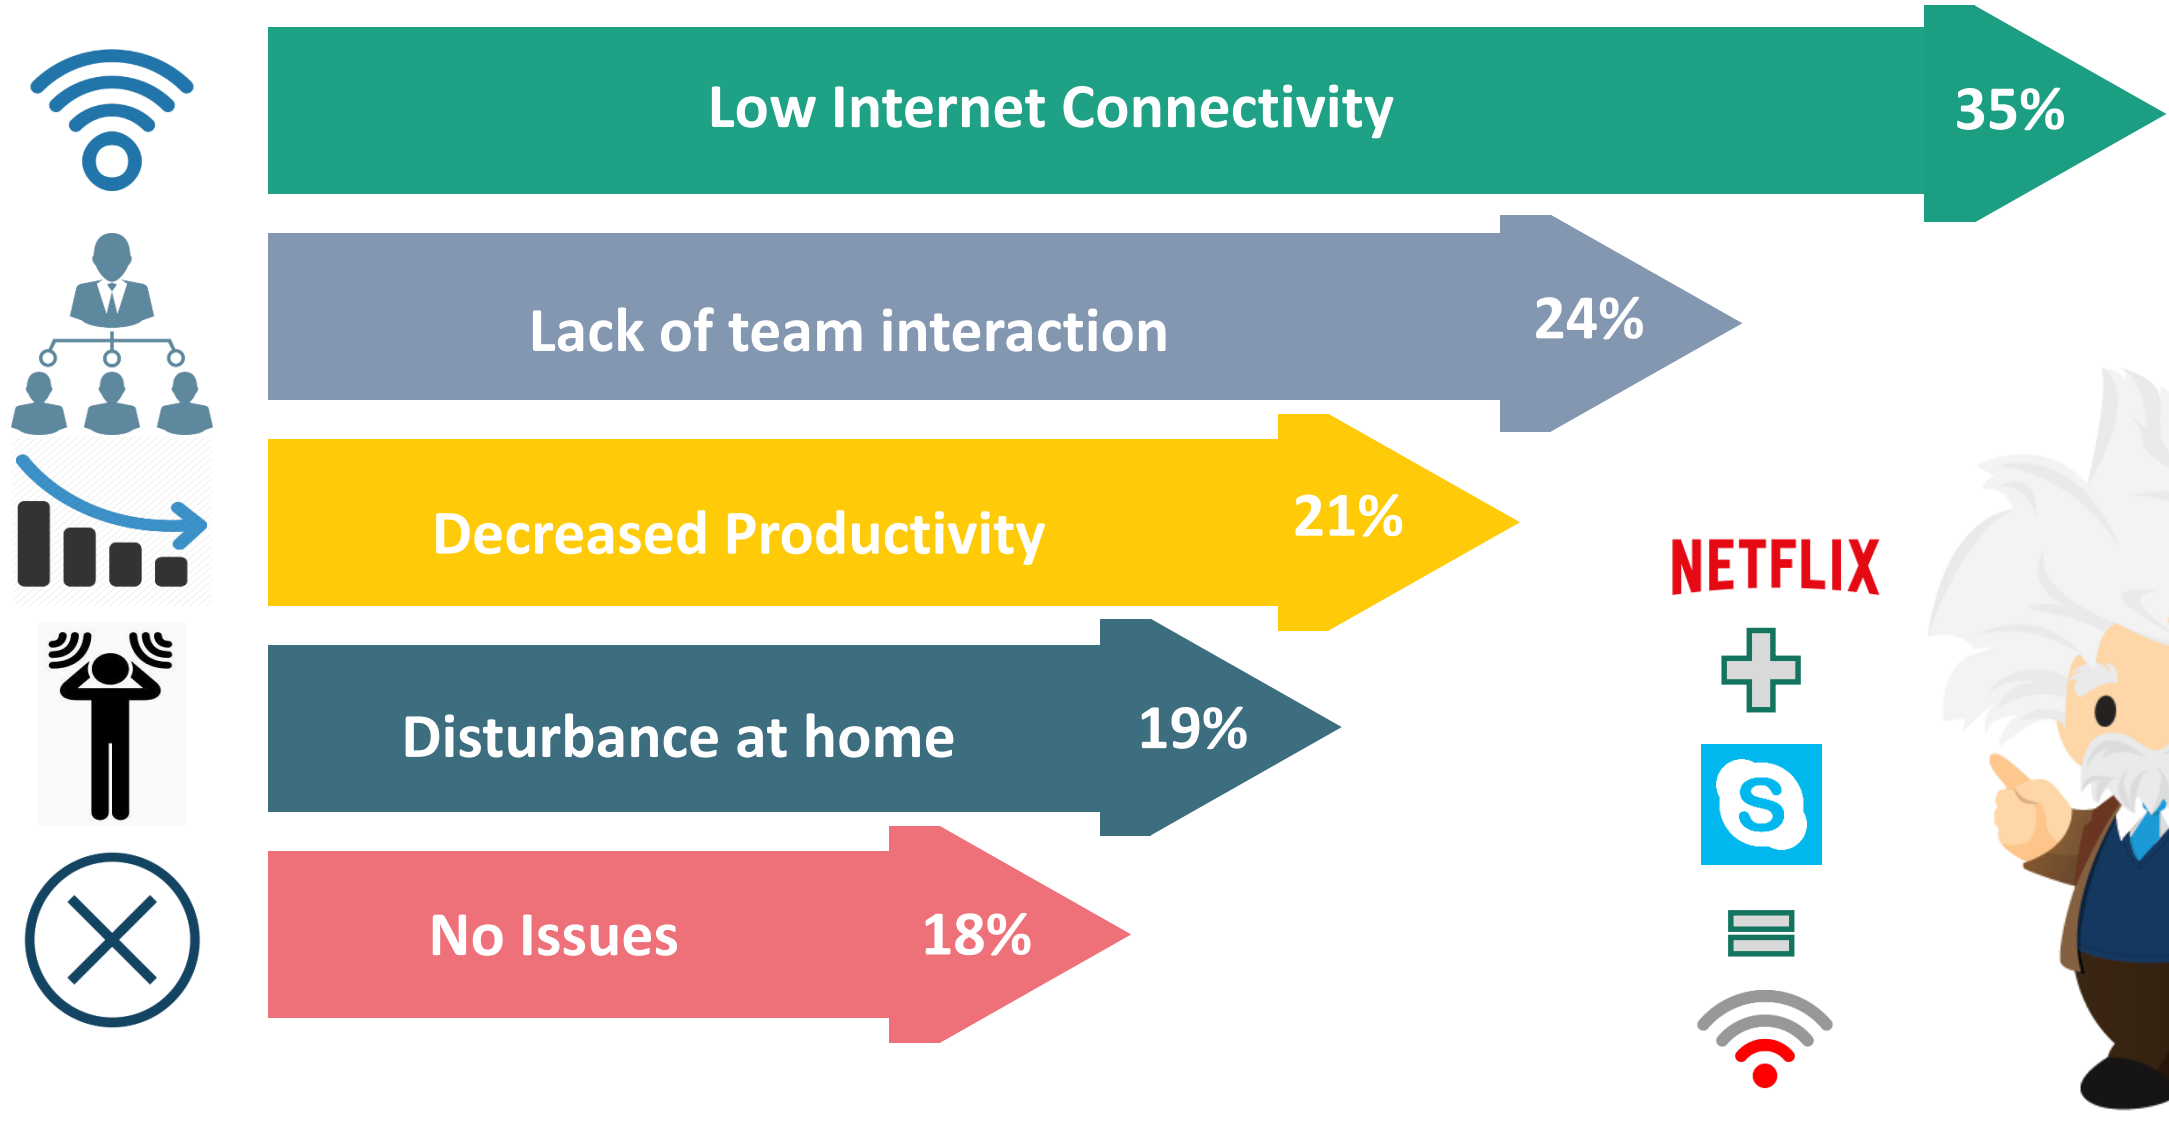 Low Internet Connectivity
35%
Lack of team interaction
24%
Decreased Productivity
21%
NETFLIX
Disturbance at home
19%
S
No Issues
18%